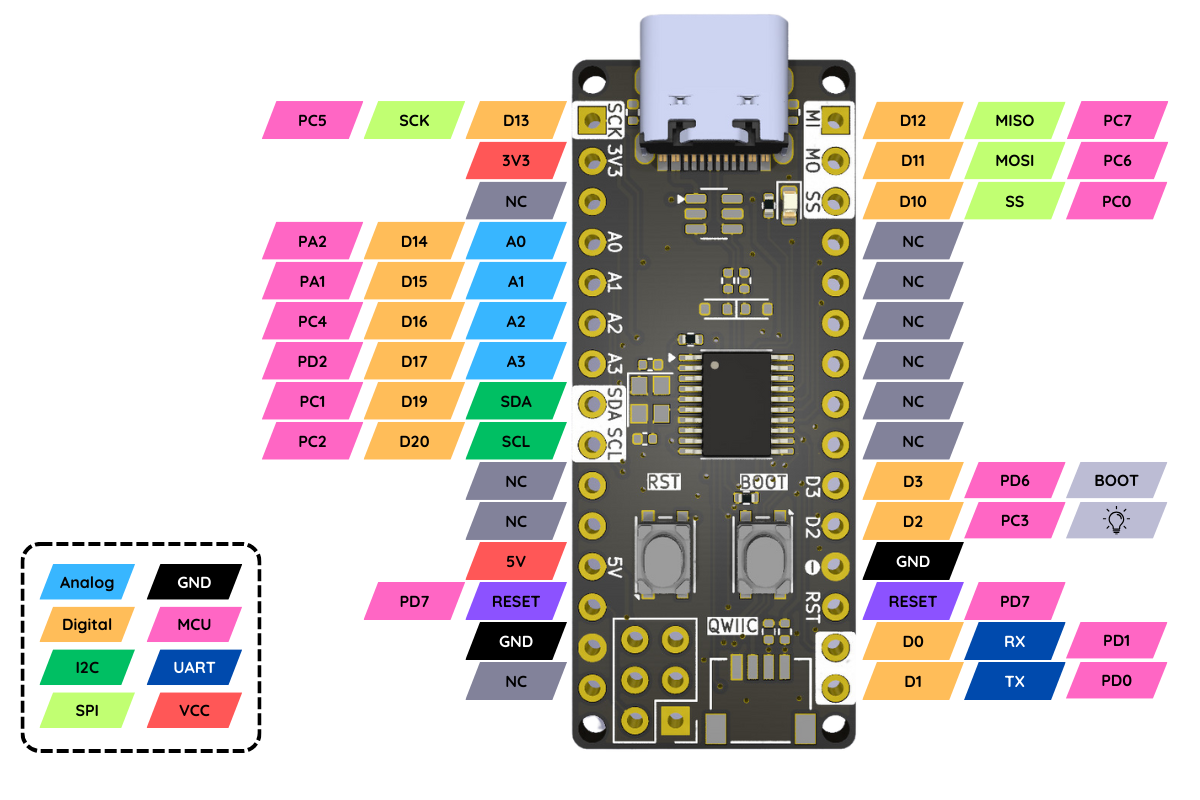 PC5 SCK D13 SCK MI D12 MISO PC7
3V3 3V3 MO D11 MOSI PC6
NC SS D10 SS PC0
PA2 D14 A0 A0 NC
PA1 D15 A1 A1 NC
PC4 D16 A2 A2 NC
PD2 D17 A3 A3 NC
PC1 D19 SDA SDA NC
PC2 D20 SCL SCL NC
NC RST BOOT D3 D3 PD6 BOOT
NC D2 D2 PC3
5V 5V GND
PD7 RESET RST RESET PD7
GND QWIIC D0 RX PD1
NC D1 TX PD0
Analog GND
Digital MCU
I2C UART
SPI VCC